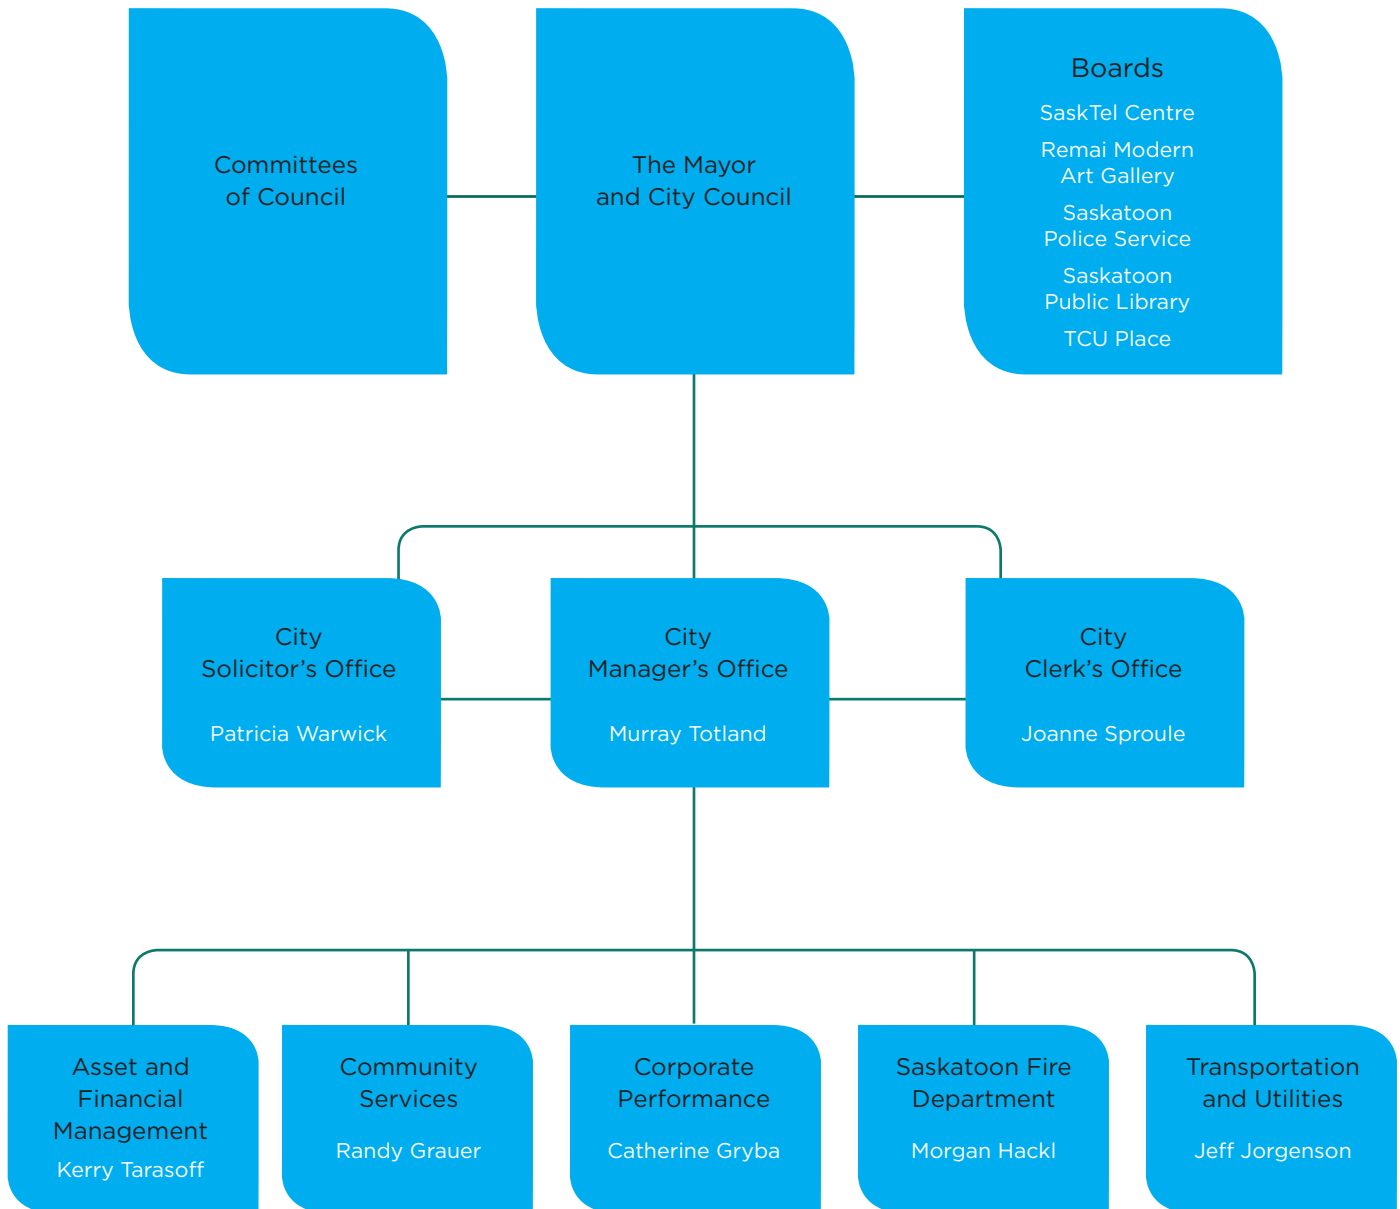 Committees
of Council
The Mayor
and City Council
Boards
SaskTel Centre
Remai Modern
Art Gallery
Saskatoon
Police Service
Saskatoon
Public Library
TCU Place
City
Solicitor’s Office
Patricia Warwick
City
Manager’s Office
Murray Totland
City
Clerk’s Office
Joanne Sproule
Asset and
Financial
Management
Kerry Tarasoff
Community
Services
Randy Grauer
Corporate
Performance
Catherine Gryba
Saskatoon Fire
Department
Morgan Hackl
Transportation
and Utilities
Jeff Jorgenson